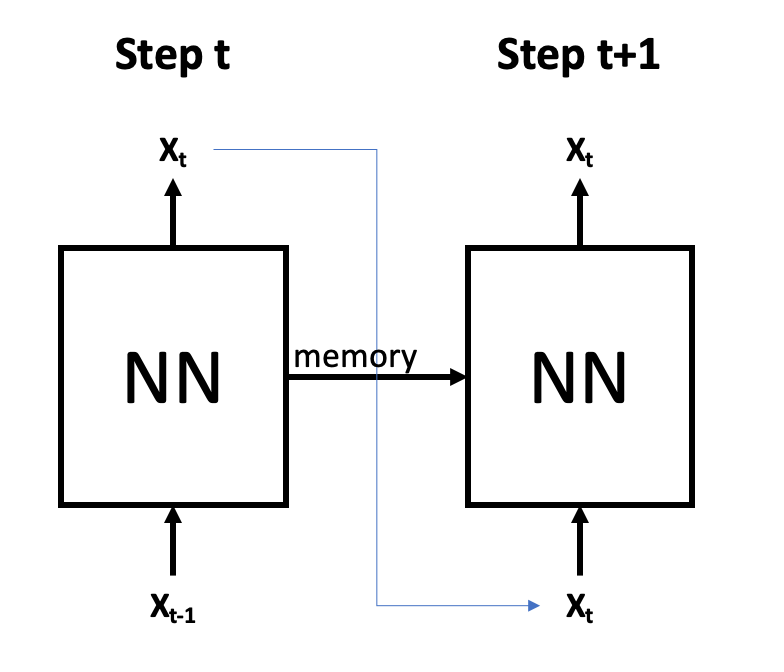 Step t
Step t+1
xₜ
xₜ
NN
memory
NN
xₜ₋₁
xₜ